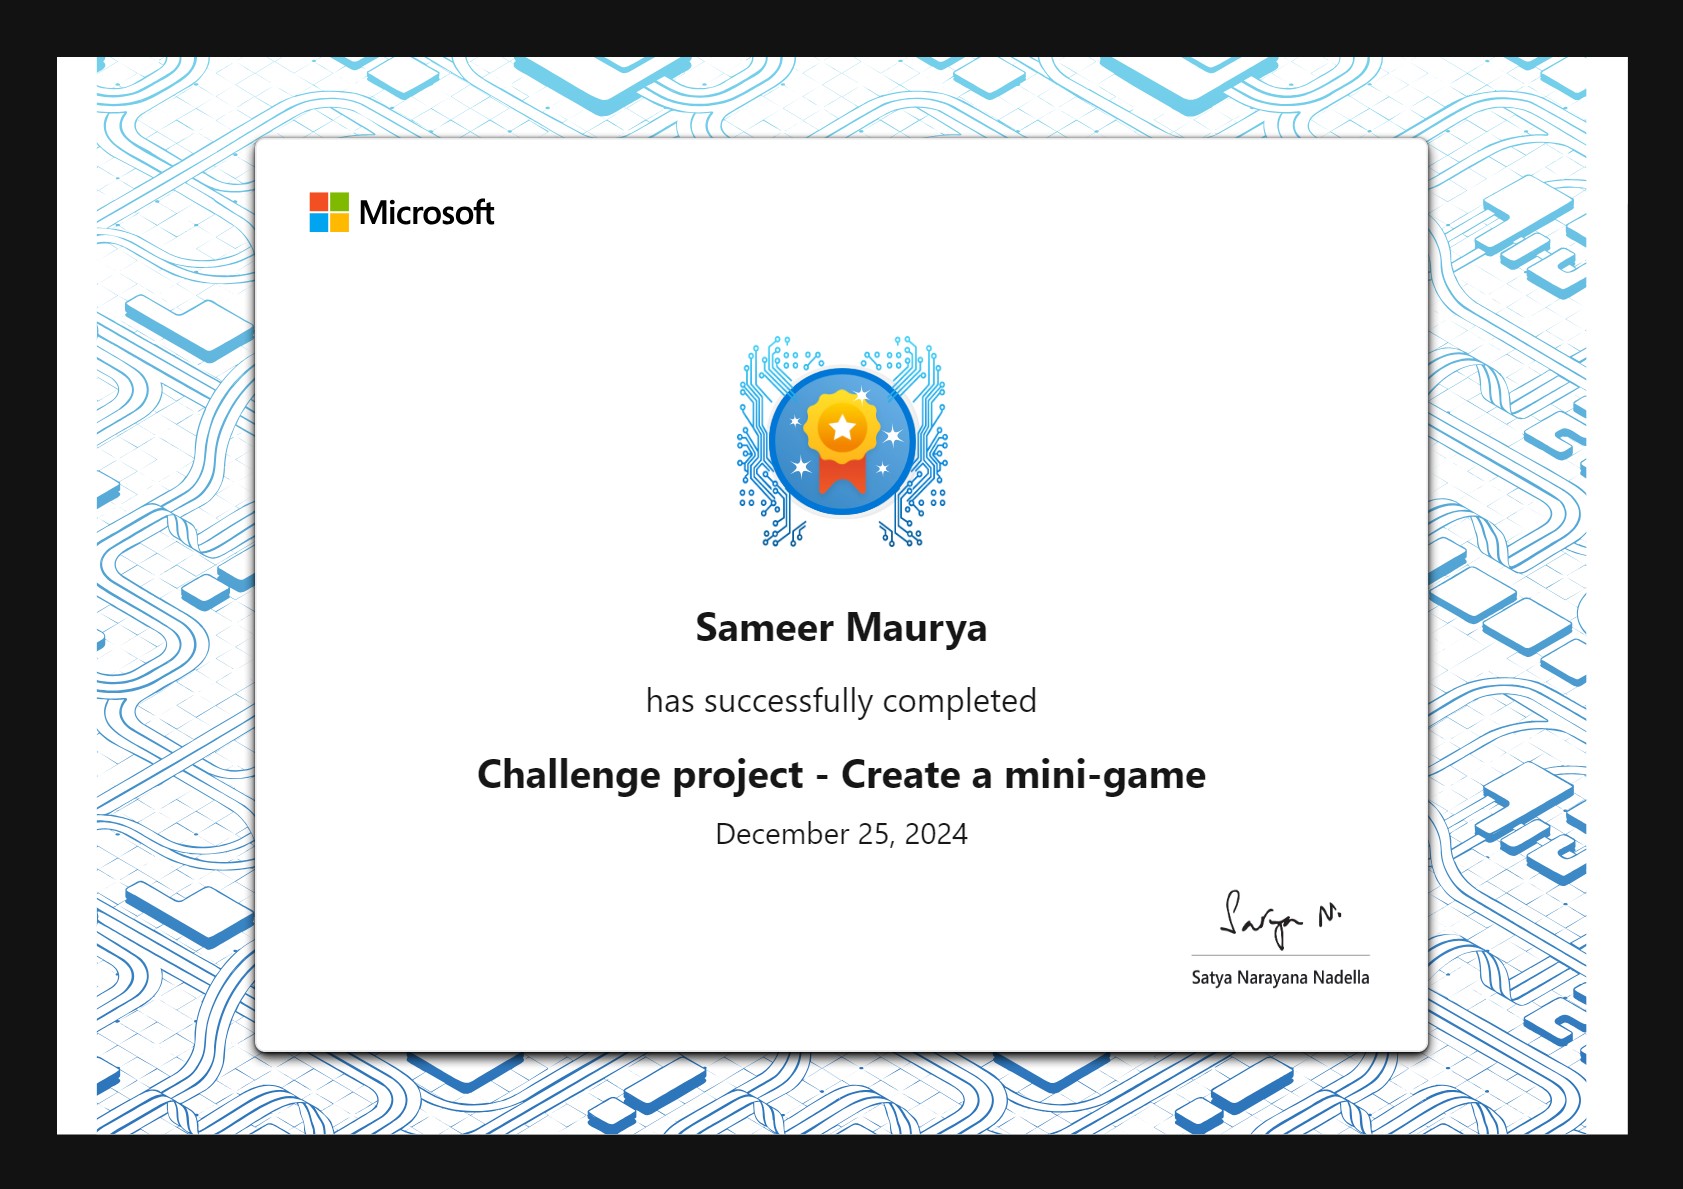 Microsoft
Sameer Maurya
has successfully completed
Challenge project - Create a mini-game
December 25, 2024
Satya N.
Satya Narayana Nadella